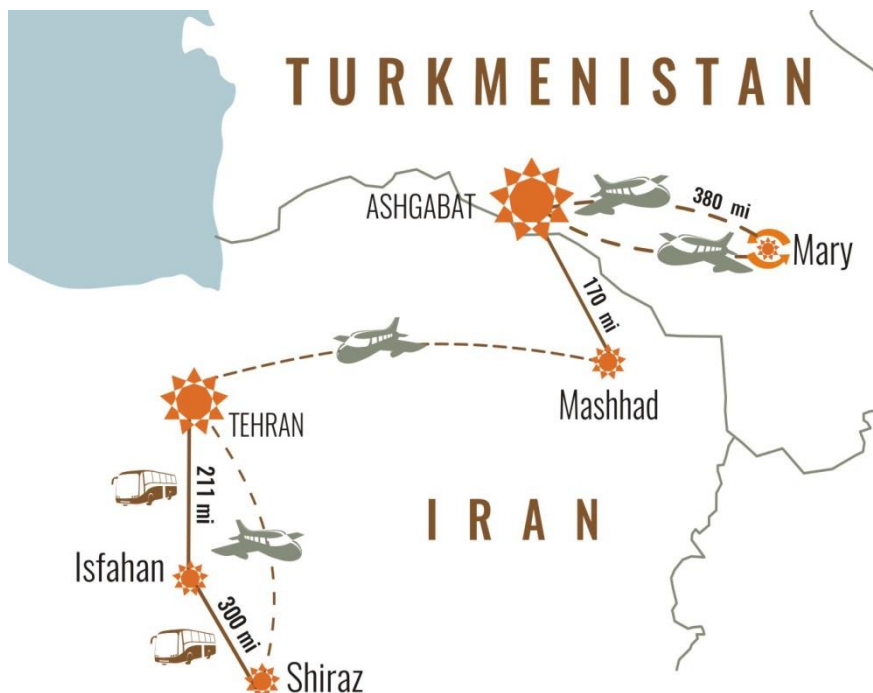 TURKMENISTAN
ASHGABAT
380 mi
Mary
170 mi
Mashhad
TEHRAN
211 mi
IRAN
Isfahan
300 mi
Shiraz